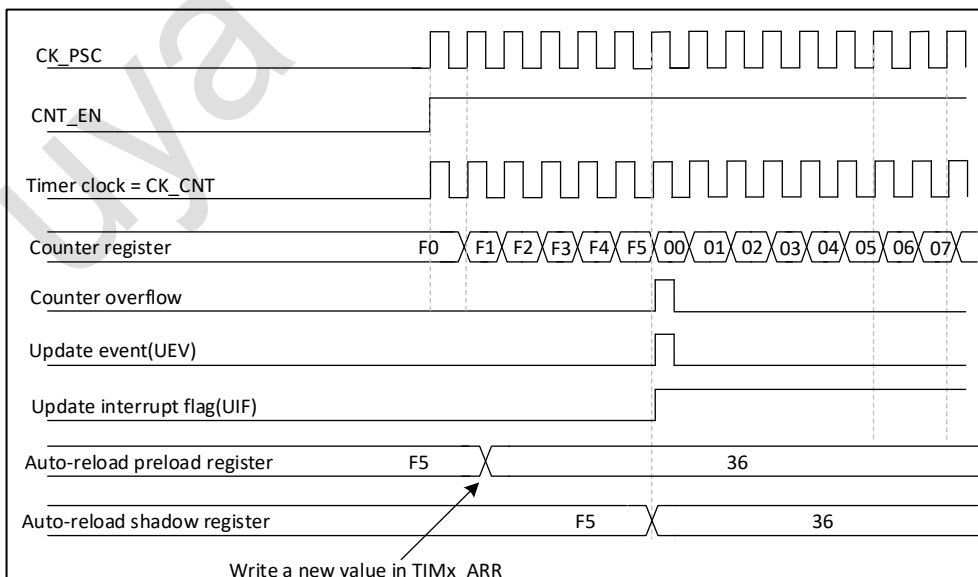 uya
CK_PSC
CNT_EN
Timer clock = CK_CNT
Counter register F0 F1 F2 F3 F4 F5 00 01 02 03 04 05 06 07
Counter overflow
Update event(UEV)
Update interrupt flag(UIF)
Auto-reload preload register F5 36
Auto-reload shadow register F5 36
Write a new value in TIMx_ARR